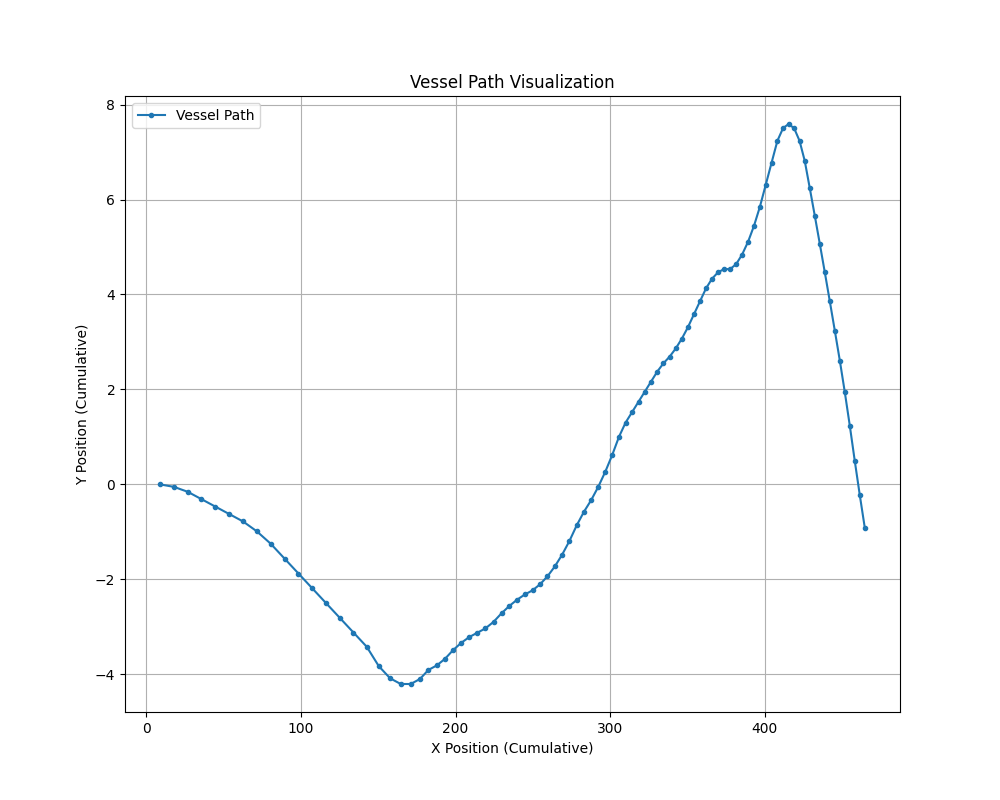 Vessel Path Visualization
Vessel Path
Y Position (Cumulative)
8
6
4
2
0
−2
−4
0 100 200 300 400
X Position (Cumulative)